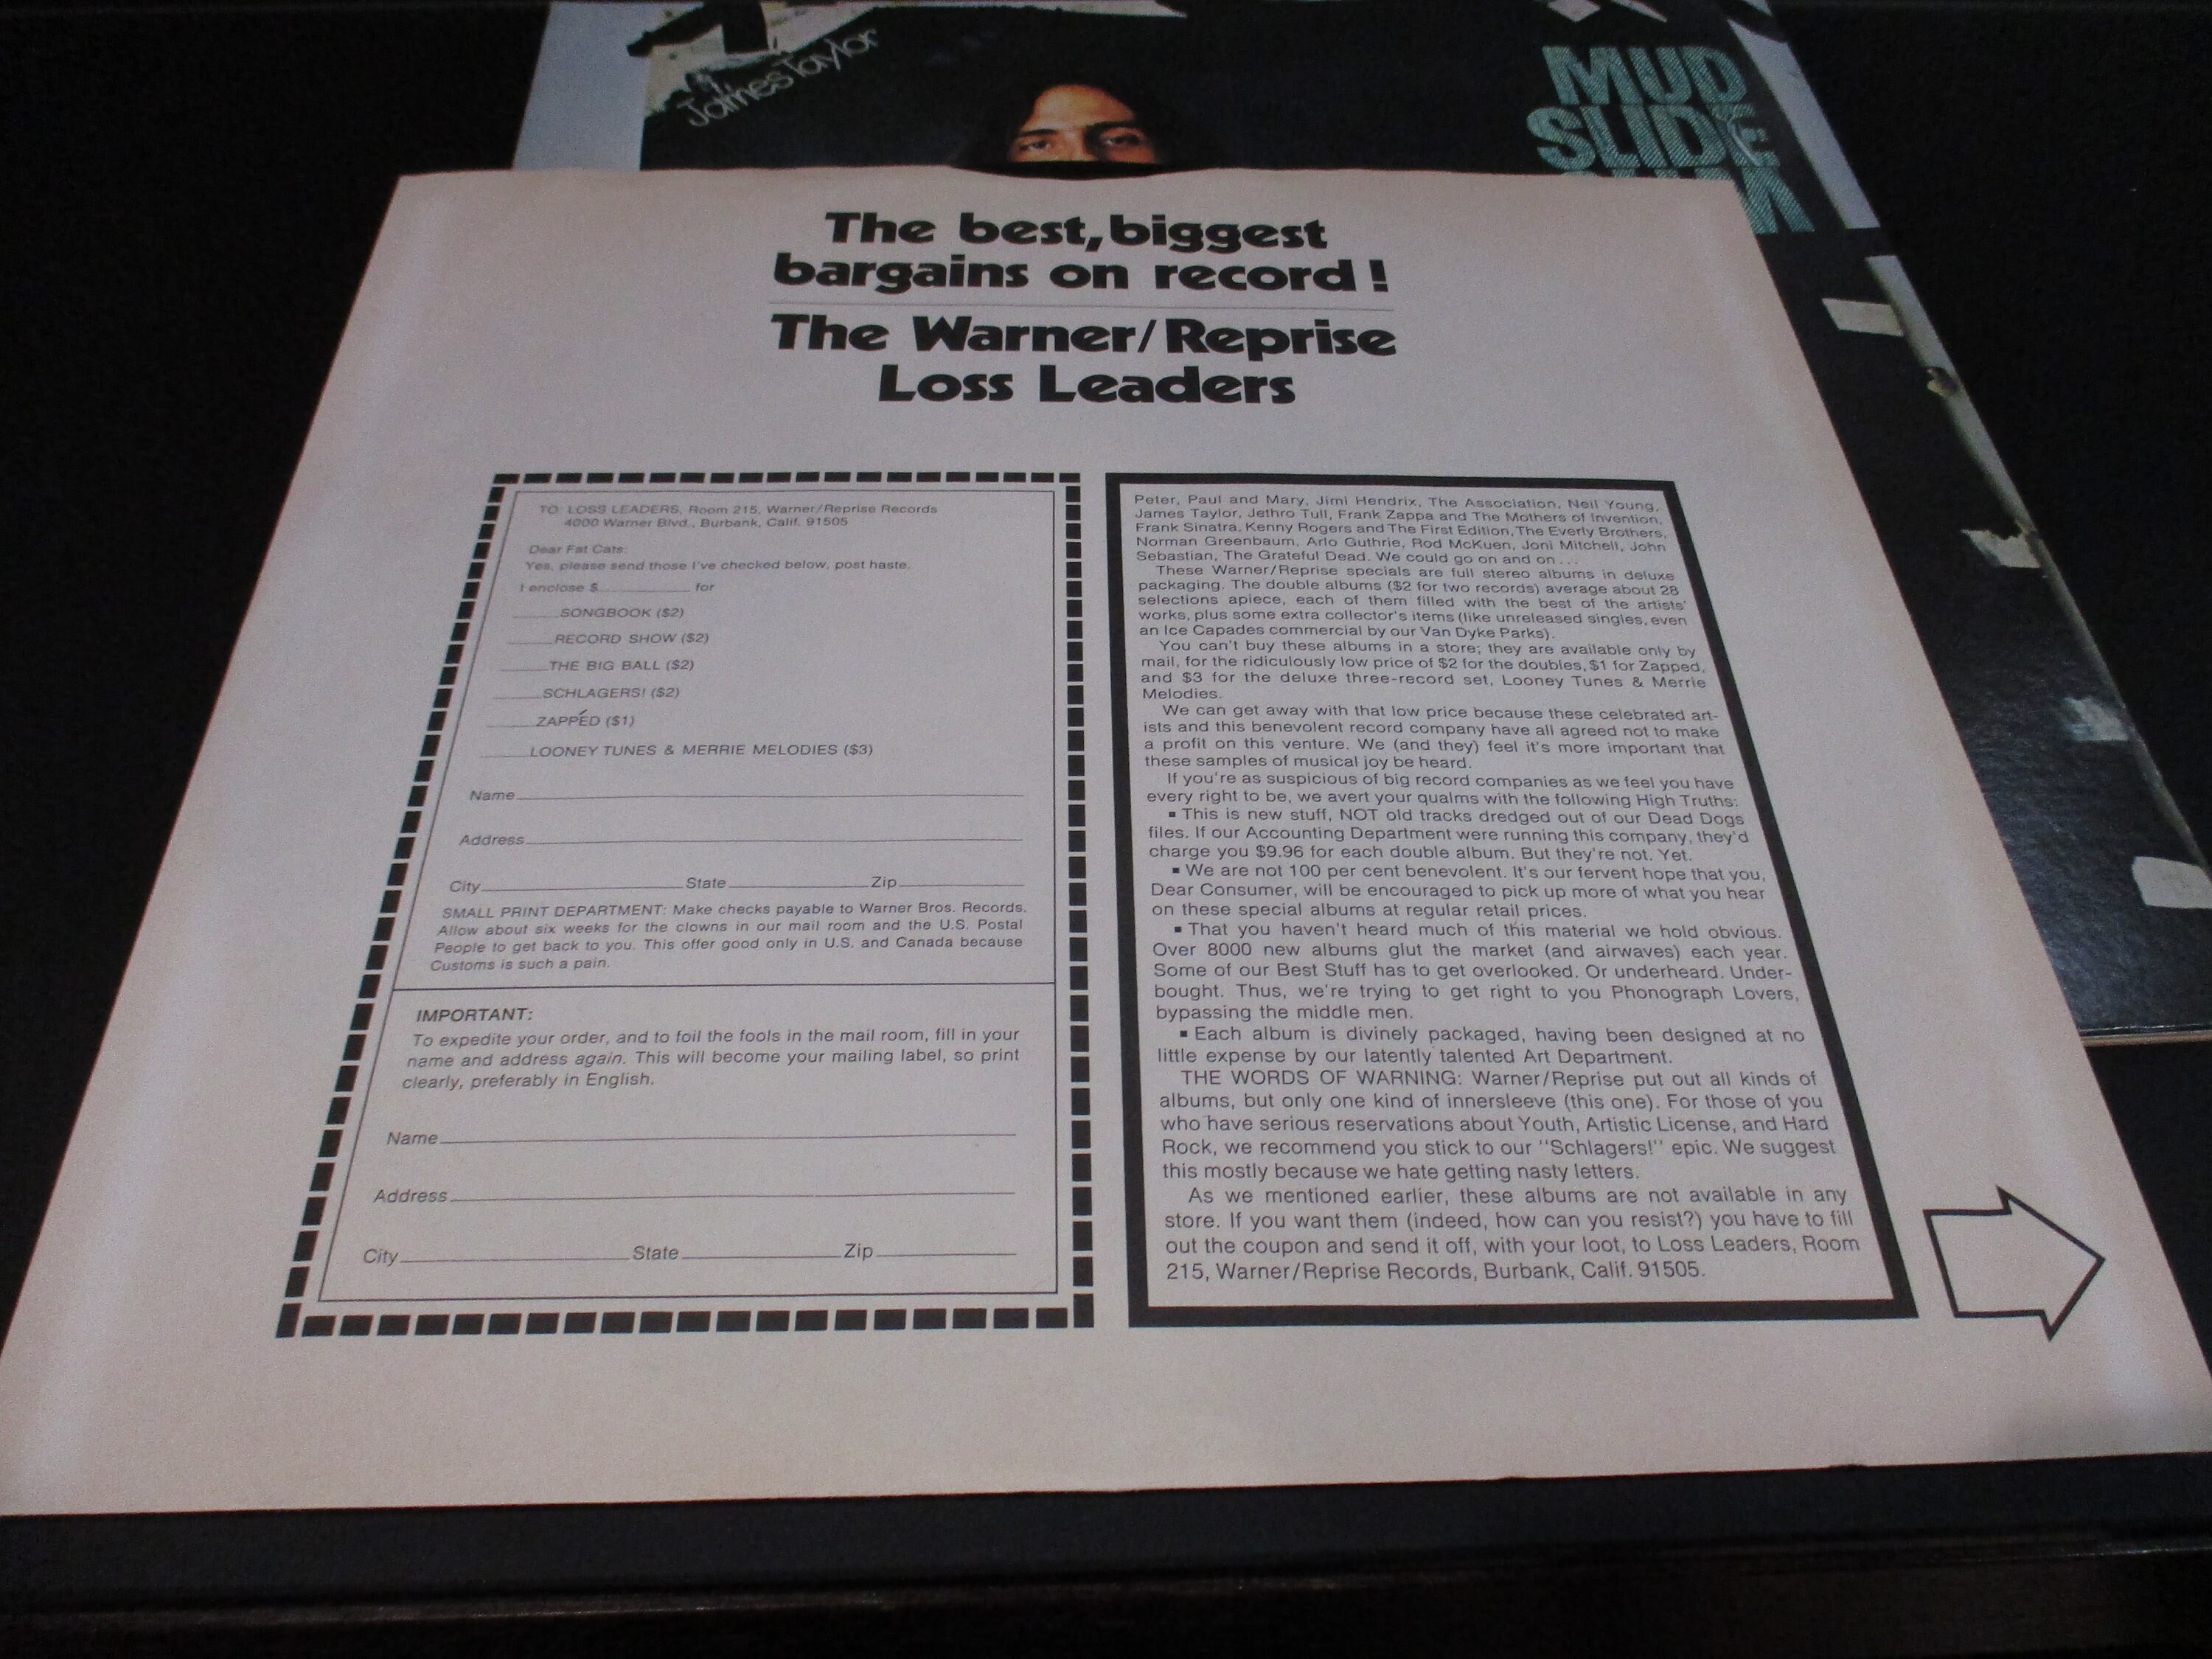 James Taylor
MUD
SLIDE
The best, biggest
bargains on record!
The Warner/Reprise
Loss Leaders
TO: LOSS LEADERS, Room 215, Warner/Reprise Records
4000 Warner Blvd., Burbank, Calif. 91505
Dear Fat Cats:
Yes, please send those I've checked below, post haste.
I enclose $ for
SONGBOOK ($2)
RECORD SHOW ($2)
THE BIG BALL ($2)
SCHLAGERS! ($2)
ZAPPÉD ($1)
LOONEY TUNES & MERRIE MELODIES ($3)
Name
Address
City State Zip
SMALL PRINT DEPARTMENT: Make checks payable to Warner Bros. Records.
Allow about six weeks for the clowns in our mail room and the U.S. Postal
People to get back to you. This offer good only in U.S. and Canada because
Customs is such a pain.
IMPORTANT:
To expedite your order, and to foil the fools in the mail room, fill in your
name and address again. This will become your mailing label, so print
clearly, preferably in English.
Name
Address
City State Zip
Peter, Paul and Mary, Jimi Hendrix, The Association, Neil Young,
James Taylor, Jethro Tull, Frank Zappa and The Mothers of Invention,
Frank Sinatra, Kenny Rogers and The First Edition, The Everly Brothers,
Norman Greenbaum, Arlo Guthrie, Rod McKuen, Joni Mitchell, John
Sebastian, The Grateful Dead. We could go on and on ...
These Warner/Reprise specials are full stereo albums in deluxe
packaging. The double albums ($2 for two records) average about 28
selections apiece, each of them filled with the best of the artists'
works, plus some extra collector's items (like unreleased singles, even
an Ice Capades commercial by our Van Dyke Parks).
You can't buy these albums in a store; they are available only by
mail, for the ridiculously low price of $2 for the doubles, $1 for Zapped,
and $3 for the deluxe three-record set, Looney Tunes & Merrie
Melodies.
We can get away with that low price because these celebrated art-
ists and this benevolent record company have all agreed not to make
a profit on this venture. We (and they) feel it's more important that
these samples of musical joy be heard.
If you're as suspicious of big record companies as we feel you have
every right to be, we avert your qualms with the following High Truths:
▪ This is new stuff, NOT old tracks dredged out of our Dead Dogs
files. If our Accounting Department were running this company, they'd
charge you $9.96 for each double album. But they're not. Yet.
▪ We are not 100 per cent benevolent. It's our fervent hope that you,
Dear Consumer, will be encouraged to pick up more of what you hear
on these special albums at regular retail prices.
▪ That you haven't heard much of this material we hold obvious.
Over 8000 new albums glut the market (and airwaves) each year.
Some of our Best Stuff has to get overlooked. Or underheard. Under-
bought. Thus, we're trying to get right to you Phonograph Lovers,
bypassing the middle men.
▪ Each album is divinely packaged, having been designed at no
little expense by our latently talented Art Department.
THE WORDS OF WARNING: Warner/Reprise put out all kinds of
albums, but only one kind of innersleeve (this one). For those of you
who have serious reservations about Youth, Artistic License, and Hard
Rock, we recommend you stick to our "Schlagers!" epic. We suggest
this mostly because we hate getting nasty letters.
As we mentioned earlier, these albums are not available in any
store. If you want them (indeed, how can you resist?) you have to fill
out the coupon and send it off, with your loot, to Loss Leaders, Room
215, Warner/Reprise Records, Burbank, Calif. 91505.